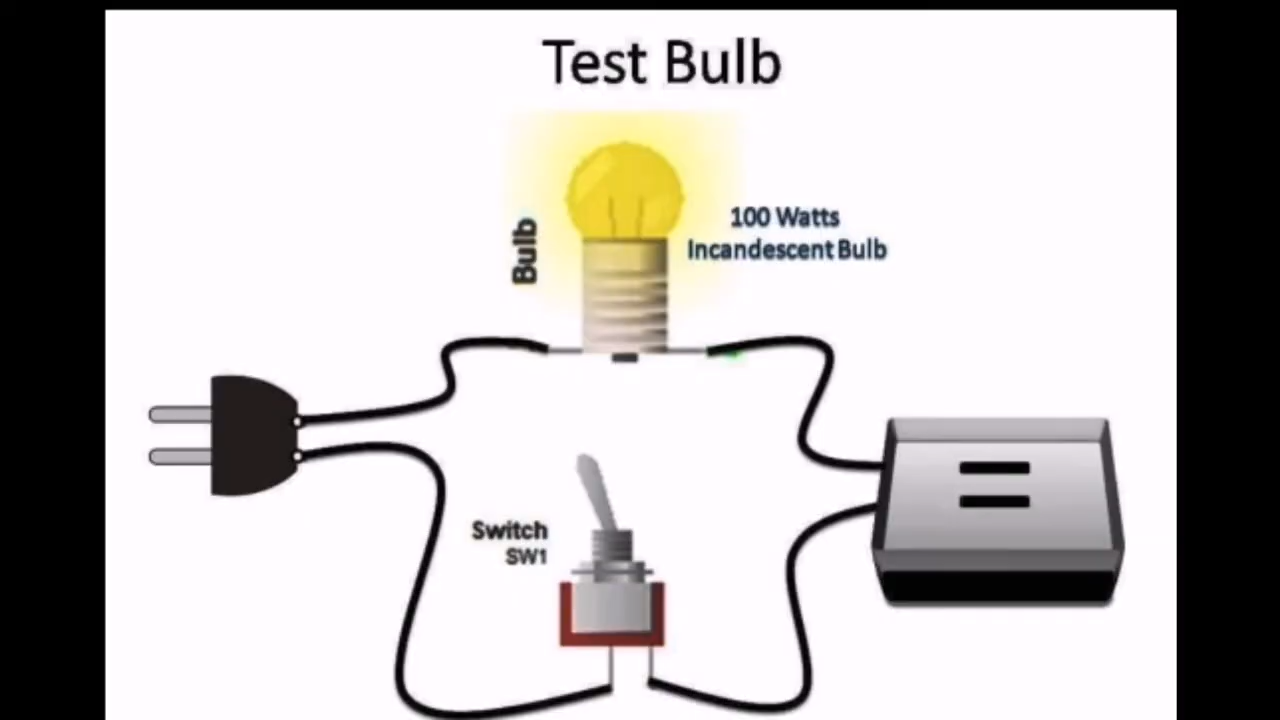 Test Bulb
Bulb
100 Watts
Incandescent Bulb
Switch
SW1